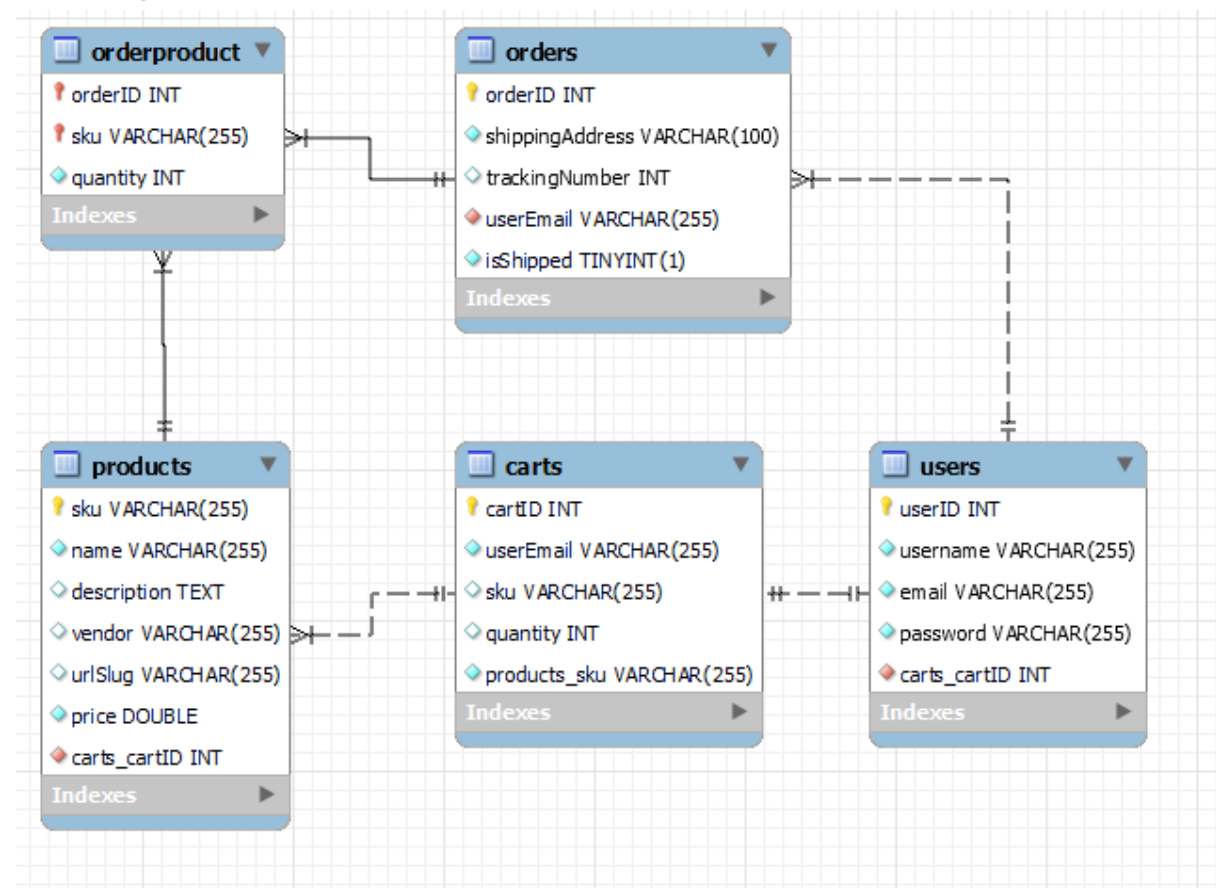 orderproduct
orderID INT
sku VARCHAR(255)
quantity INT
Indexes
orders
orderID INT
shippingAddress VARCHAR(100)
trackingNumber INT
userEmail VARCHAR(255)
isShipped TINYINT(1)
Indexes
products
sku VARCHAR(255)
name VARCHAR(255)
description TEXT
vendor VARCHAR(255)
urlSlug VARCHAR(255)
price DOUBLE
carts_cartID INT
Indexes
carts
cartID INT
userEmail VARCHAR(255)
sku VARCHAR(255)
quantity INT
products_sku VARCHAR(255)
Indexes
users
userID INT
username VARCHAR(255)
email VARCHAR(255)
password VARCHAR(255)
carts_cartID INT
Indexes